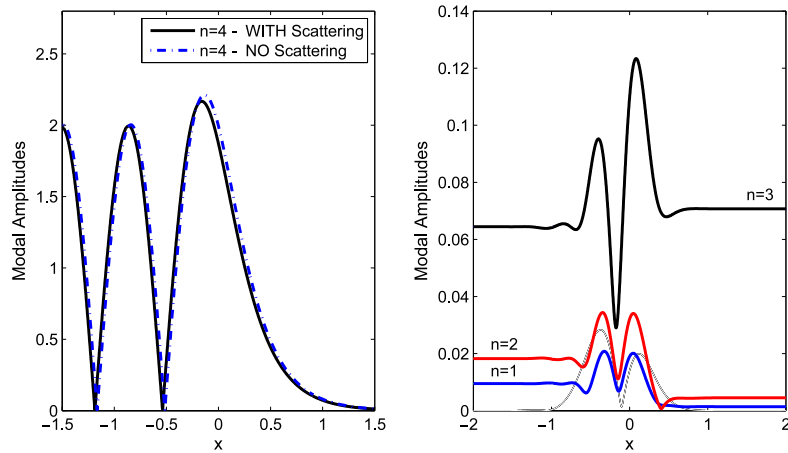 n=4 - WITH Scattering
n=4 - NO Scattering
Modal Amplitudes
2.5
2
1.5
1
0.5
0
−1.5
−1
−0.5
0
0.5
1
1.5
x
Modal Amplitudes
0.14
0.12
0.1
0.08
0.06
0.04
0.02
0
n=3
n=2
n=1
−2
−1
0
1
2
x